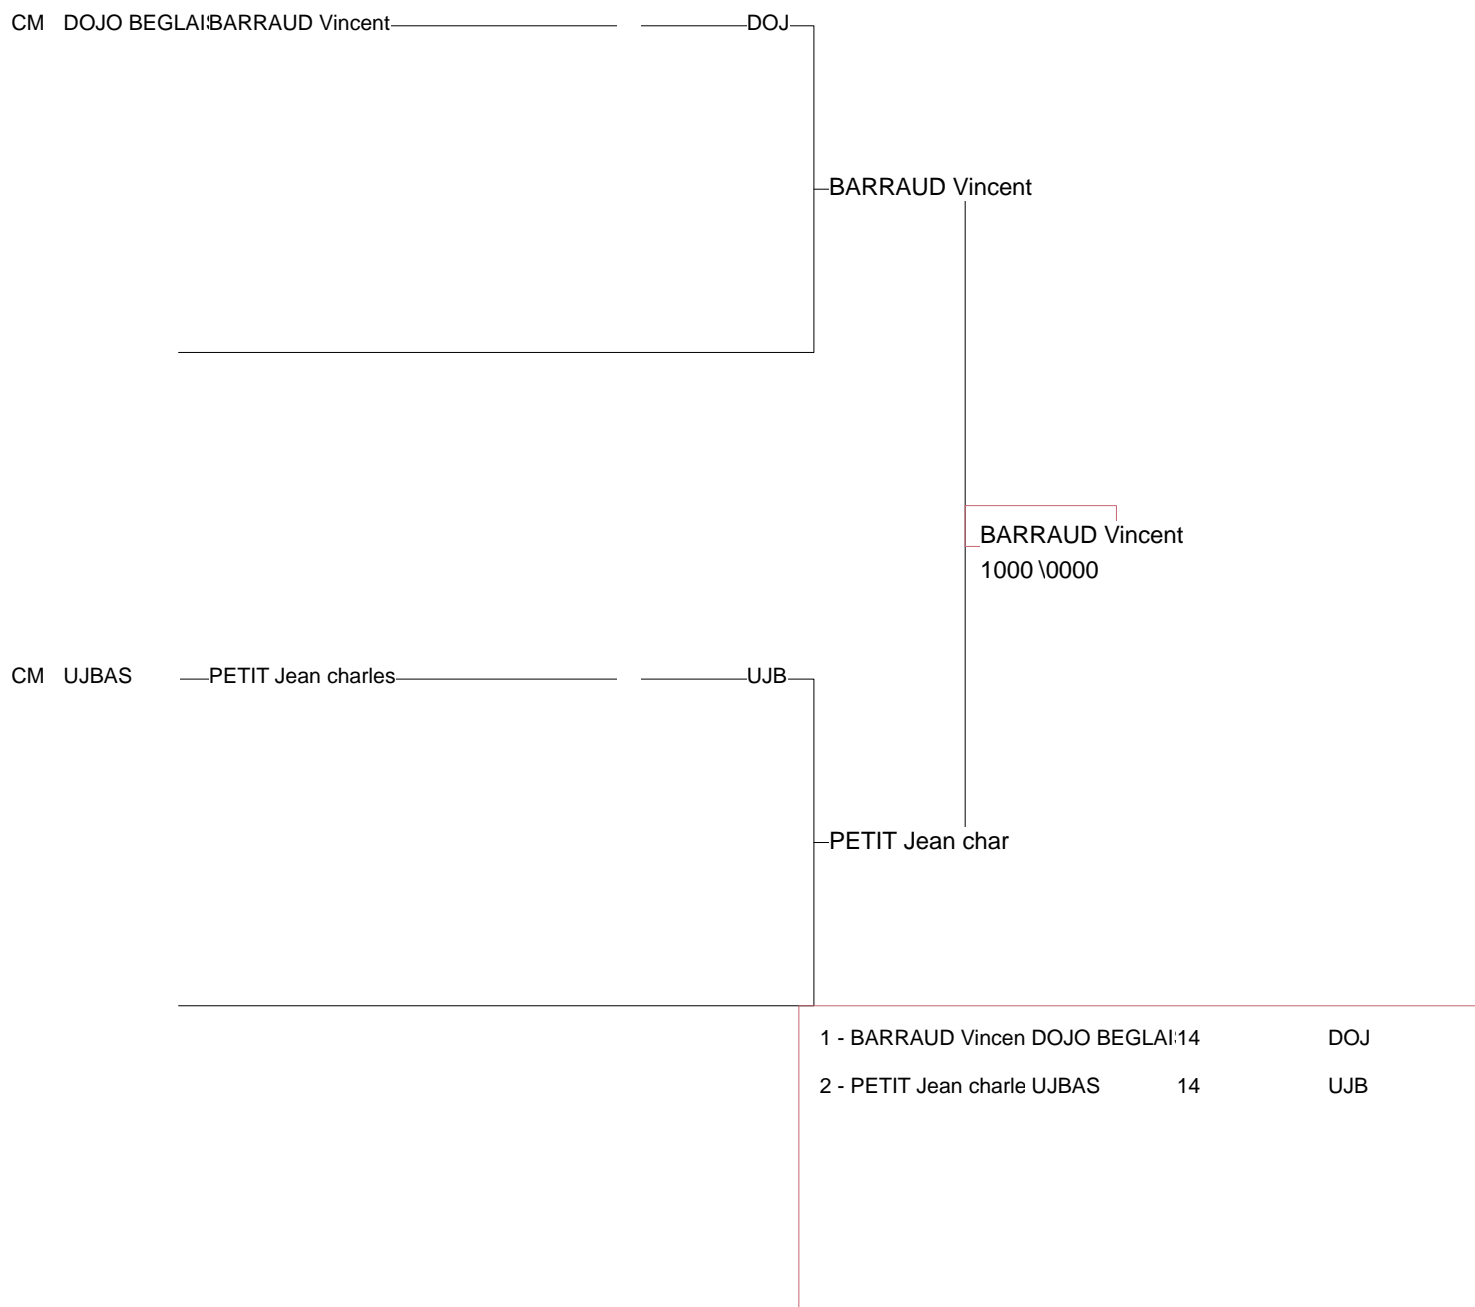 CM DOJO BEGLAI BARRAUD Vincent DOJ
BARRAUD Vincent
BARRAUD Vincent
1000 \0000
CM UJBAS PETIT Jean charles UJB
PETIT Jean char
1 - BARRAUD Vincen DOJO BEGLAI 14 DOJ
2 - PETIT Jean charle UJBAS 14 UJB